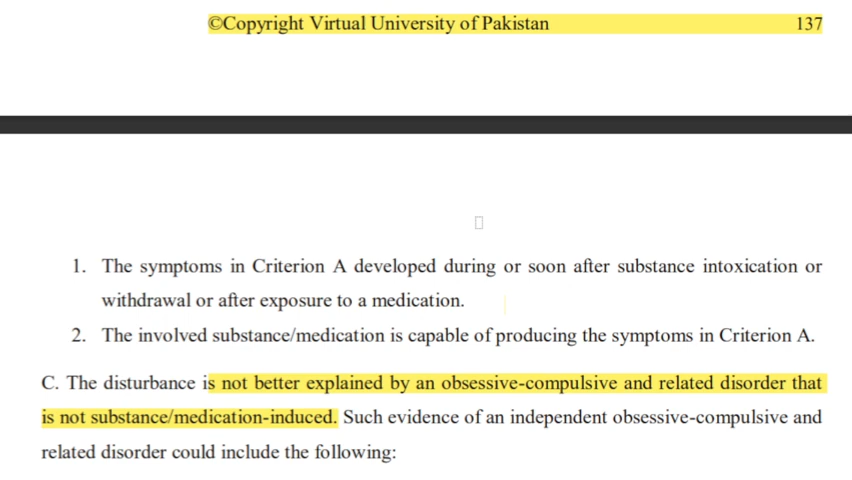 ©Copyright Virtual University of Pakistan 137
1. The symptoms in Criterion A developed during or soon after substance intoxication or
withdrawal or after exposure to a medication.
2. The involved substance/medication is capable of producing the symptoms in Criterion A.
C. The disturbance is not better explained by an obsessive-compulsive and related disorder that
is not substance/medication-induced. Such evidence of an independent obsessive-compulsive and
related disorder could include the following: